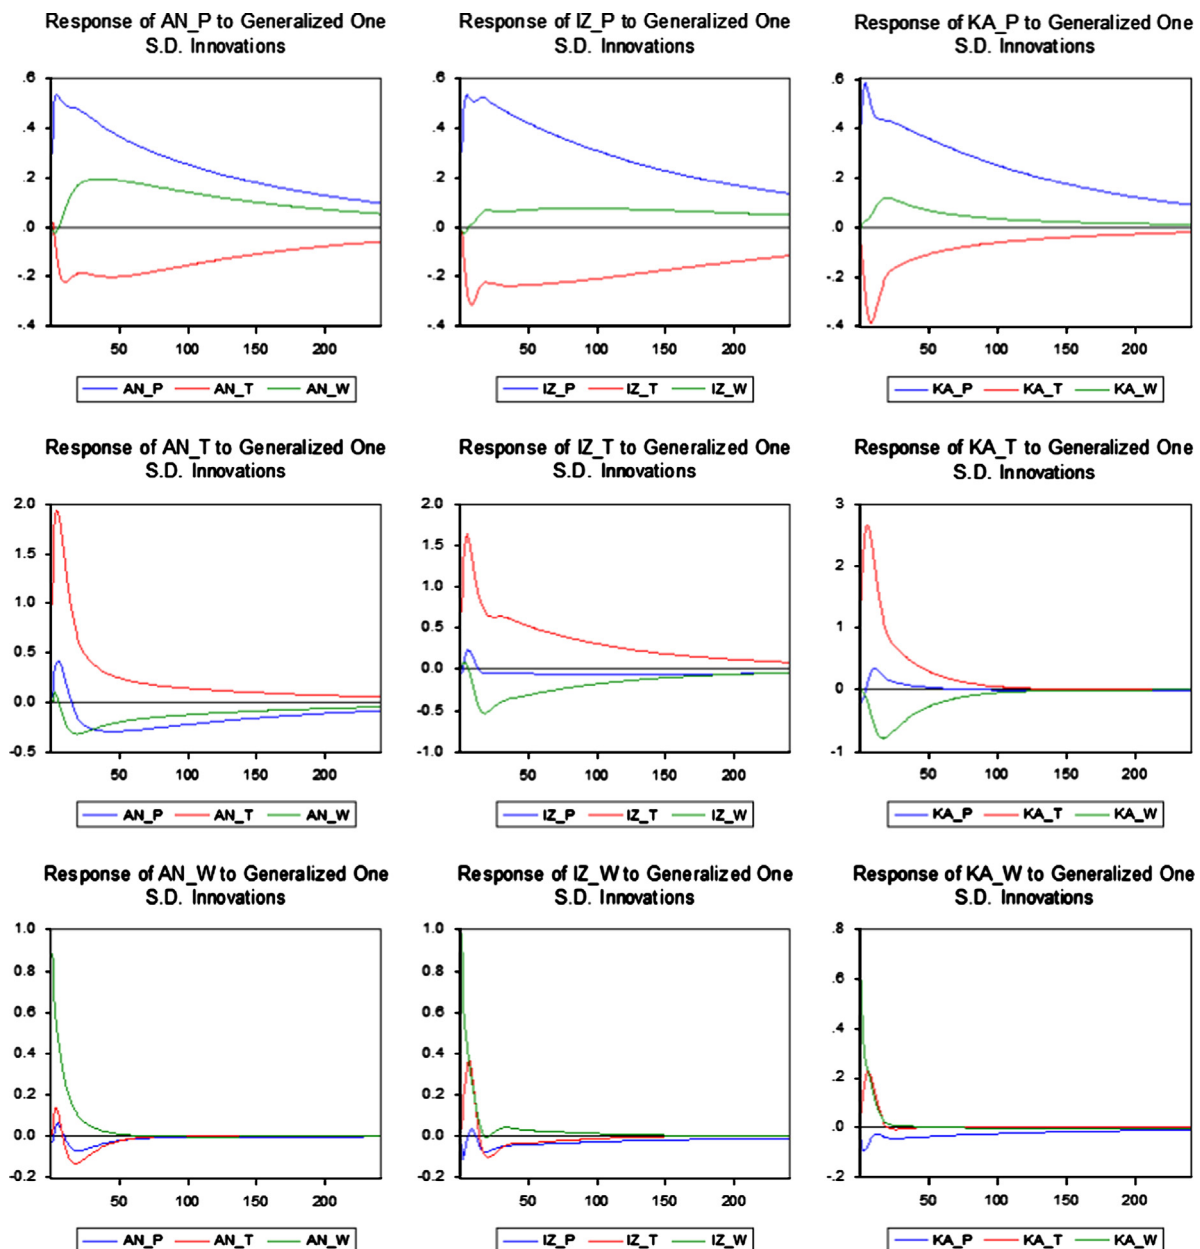 Response of AN_P to Generalized One
S.D. Innovations
.6
.4
.2
.0
-.2
-.4
50 100 150 200
AN_P AN_T AN_W
Response of IZ_P to Generalized One
S.D. Innovations
.6
.4
.2
.0
-.2
-.4
50 100 150 200
IZ_P IZ_T IZ_W
Response of KA_P to Generalized One
S.D. Innovations
.6
.4
.2
.0
-.2
-.4
50 100 150 200
KA_P KA_T KA_W
Response of AN_T to Generalized One
S.D. Innovations
2.0
1.5
1.0
0.5
0.0
-0.5
50 100 150 200
AN_P AN_T AN_W
Response of IZ_T to Generalized One
S.D. Innovations
2.0
1.5
1.0
0.5
0.0
-0.5
-1.0
50 100 150 200
IZ_P IZ_T IZ_W
Response of KA_T to Generalized One
S.D. Innovations
3
2
1
0
-1
50 100 150 200
KA_P KA_T KA_W
Response of AN_W to Generalized One
S.D. Innovations
1.0
0.8
0.6
0.4
0.2
0.0
-0.2
50 100 150 200
AN_P AN_T AN_W
Response of IZ_W to Generalized One
S.D. Innovations
1.0
0.8
0.6
0.4
0.2
0.0
-0.2
50 100 150 200
IZ_P IZ_T IZ_W
Response of KA_W to Generalized One
S.D. Innovations
.8
.6
.4
.2
.0
-.2
50 100 150 200
KA_P KA_T KA_W